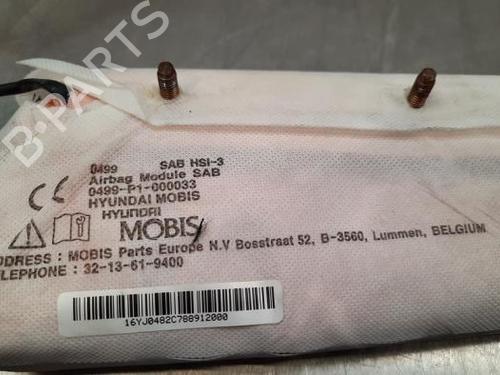 B-PARTS
0499 SAB HSI-3
Airbag Module SAB
0499-P1-000033
HYUNDAI MOBIS
HYUNDAI
MOBIS
ADDRESS : MOBIS Parts Europe N.V Bosstraat 52, B-3560, Lummen, BELGIUM
TELEPHONE : 32-13-61-9400
16YJ0482C788912000